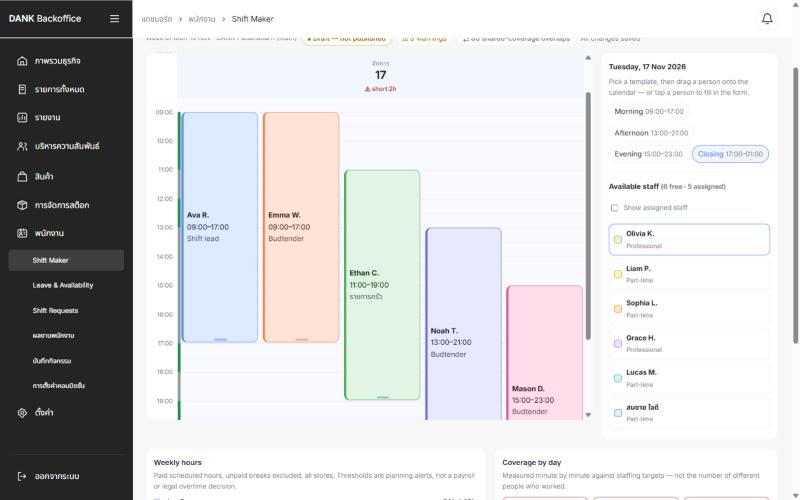 DANK Backoffice
แดชบอร์ด > พนักงาน > Shift Maker
ภาพรวมธุรกิจ
รายการทั้งหมด
รายงาน
บริหารความสัมพันธ์
สินค้า
การจัดการสต็อก
พนักงาน
Shift Maker
Leave & Availability
Shift Requests
ผลงานพนักงาน
บันทึกกิจกรรม
การตั้งค่าคอมมิชชั่น
ตั้งค่า
ออกจากระบบ
Draft — not published
8 warnings
80 shared-coverage overlaps
All changes saved
อังคาร
17
short 2h
09:00
10:00
11:00
12:00
13:00
14:00
15:00
16:00
17:00
18:00
19:00
Ava R.
09:00–17:00
Shift lead
Emma W.
09:00–17:00
Budtender
Ethan C.
11:00–19:00
รายการครัว
Noah T.
13:00–21:00
Budtender
Mason D.
15:00–23:00
Budtender
Tuesday, 17 Nov 2026
Pick a template, then drag a person onto the
calendar — or tap a person to fill in the form.
Morning 09:00–17:00
Afternoon 13:00–21:00
Evening 15:00–23:00
Closing 17:00–01:00
Available staff (6 free · 5 assigned)
Show assigned staff
Olivia K.
Professional
Liam P.
Part-time
Sophia L.
Part-time
Grace H.
Professional
Lucas M.
Part-time
สมชาย ใจดี
Part-time
Weekly hours
Paid scheduled hours, unpaid breaks excluded, all stores. Thresholds are planning alerts, not a payroll
or legal overtime decision.
Coverage by day
Measured minute by minute against staffing targets — not the number of different
people who worked.